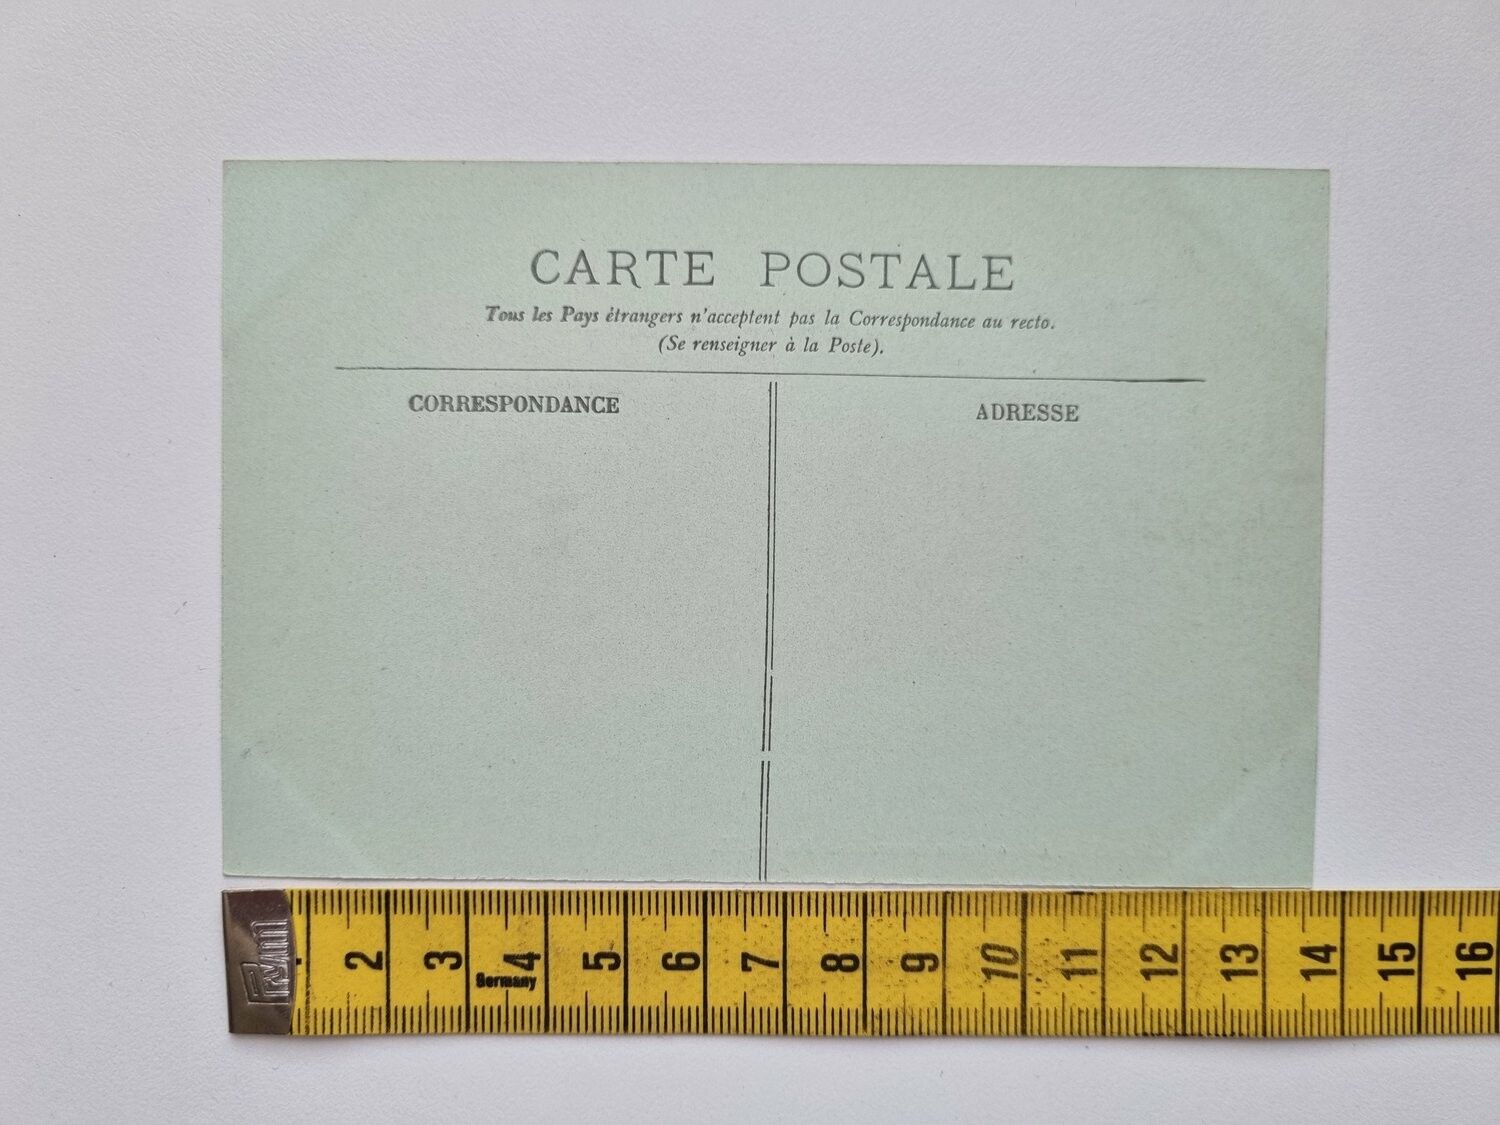 CARTE POSTALE
Tous les Pays étrangers n'acceptent pas la Correspondance au recto.
(Se renseigner à la Poste).
CORRESPONDANCE
ADRESSE
Prym
2 3 4 5 6 7 8 9 10 11 12 13 14 15 16
Germany